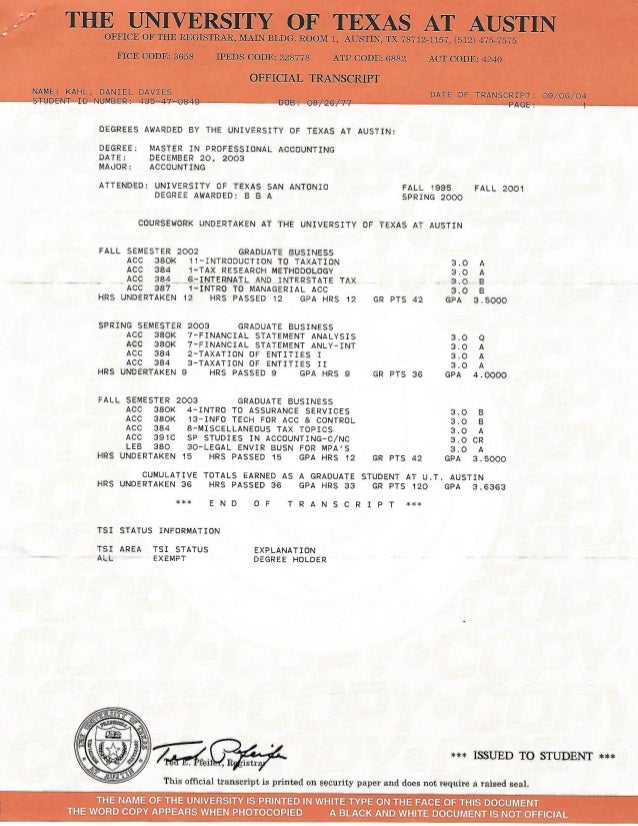 THE UNIVERSITY OF TEXAS AT AUSTIN
OFFICE OF THE REGISTRAR, MAIN BLDG. ROOM 1, AUSTIN, TX 78712-1157, (512) 475-7575
FICE CODE: 3658 IPEDS CODE: 228778 ATP CODE: 6882 ACT CODE: 4240
OFFICIAL TRANSCRIPT
NAME: KAHL, DANIEL DAVIES DATE OF TRANSCRIPT: 09/06/04
STUDENT ID NUMBER: 435-47-0849 DOB: 08/26/77 PAGE: 1
DEGREES AWARDED BY THE UNIVERSITY OF TEXAS AT AUSTIN:
DEGREE: MASTER IN PROFESSIONAL ACCOUNTING
DATE: DECEMBER 20, 2003
MAJOR: ACCOUNTING
ATTENDED: UNIVERSITY OF TEXAS SAN ANTONIO FALL 1995 FALL 2001
DEGREE AWARDED: B B A SPRING 2000
COURSEWORK UNDERTAKEN AT THE UNIVERSITY OF TEXAS AT AUSTIN
FALL SEMESTER 2002 GRADUATE BUSINESS
ACC 380K 11-INTRODUCTION TO TAXATION 3.0 A
ACC 384 1-TAX RESEARCH METHODOLOGY 3.0 A
ACC 384 6-INTERNATL AND INTERSTATE TAX 3.0 B
ACC 387 1-INTRO TO MANAGERIAL ACC 3.0 B
HRS UNDERTAKEN 12 HRS PASSED 12 GPA HRS 12 GR PTS 42 GPA 3.5000
SPRING SEMESTER 2003 GRADUATE BUSINESS
ACC 380K 7-FINANCIAL STATEMENT ANALYSIS 3.0 Q
ACC 380K 7-FINANCIAL STATEMENT ANLY-INT 3.0 A
ACC 384 2-TAXATION OF ENTITIES I 3.0 A
ACC 384 3-TAXATION OF ENTITIES II 3.0 A
HRS UNDERTAKEN 9 HRS PASSED 9 GPA HRS 9 GR PTS 36 GPA 4.0000
FALL SEMESTER 2003 GRADUATE BUSINESS
ACC 380K 4-INTRO TO ASSURANCE SERVICES 3.0 B
ACC 380K 13-INFO TECH FOR ACC & CONTROL 3.0 B
ACC 384 8-MISCELLANEOUS TAX TOPICS 3.0 A
ACC 391C SP STUDIES IN ACCOUNTING-C/NC 3.0 CR
LEB 380 30-LEGAL ENVIR BUSN FOR MPA'S 3.0 A
HRS UNDERTAKEN 15 HRS PASSED 15 GPA HRS 12 GR PTS 42 GPA 3.5000
CUMULATIVE TOTALS EARNED AS A GRADUATE STUDENT AT U.T. AUSTIN
HRS UNDERTAKEN 36 HRS PASSED 36 GPA HRS 33 GR PTS 120 GPA 3.6363
*** E N D O F T R A N S C R I P T ***
TSI STATUS INFORMATION
TSI AREA TSI STATUS EXPLANATION
ALL EXEMPT DEGREE HOLDER
Ted Pfeifer
Ted E. Pfeifer, Registrar
*** ISSUED TO STUDENT ***
This official transcript is printed on security paper and does not require a raised seal.
THE NAME OF THE UNIVERSITY IS PRINTED IN WHITE TYPE ON THE FACE OF THIS DOCUMENT
THE WORD COPY APPEARS WHEN PHOTOCOPIED A BLACK AND WHITE DOCUMENT IS NOT OFFICIAL